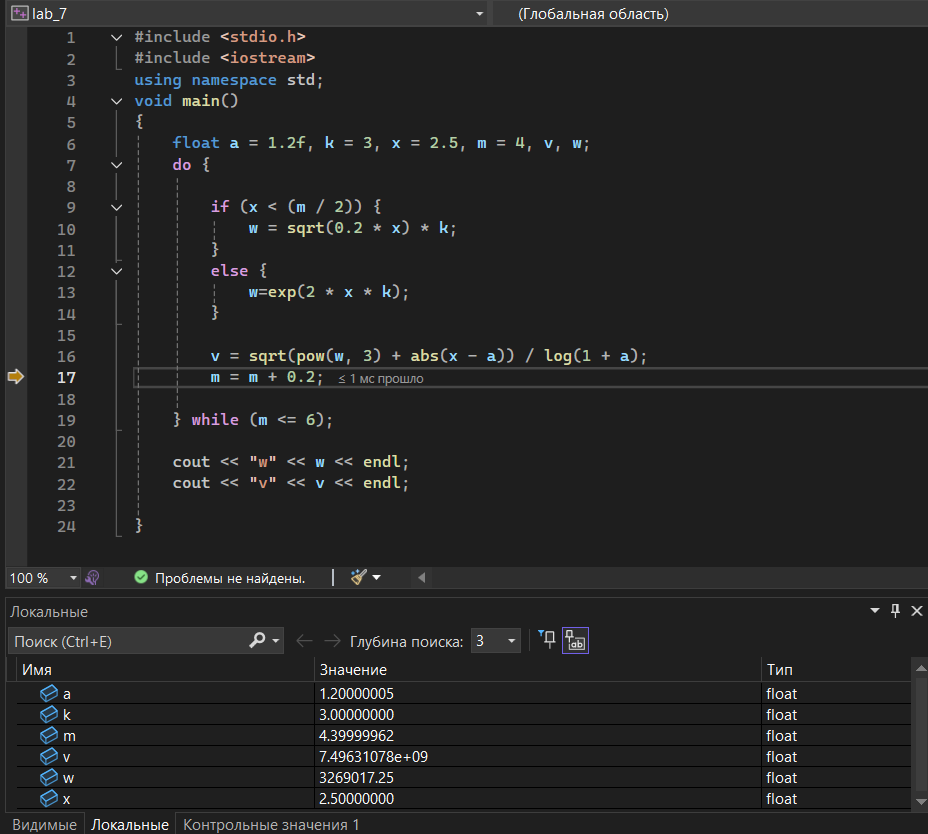 lab_7 (Глобальная область)
1 #include <stdio.h>
2 #include <iostream>
3 using namespace std;
4 void main()
5 {
6 float a = 1.2f, k = 3, x = 2.5, m = 4, v, w;
7 do {
8
9 if (x < (m / 2)) {
10 w = sqrt(0.2 * x) * k;
11 }
12 else {
13 w=exp(2 * x * k);
14 }
15
16 v = sqrt(pow(w, 3) + abs(x - a)) / log(1 + a);
17 m = m + 0.2; ≤ 1 мс прошло
18
19 } while (m <= 6);
20
21 cout << "w" << w << endl;
22 cout << "v" << v << endl;
23
24 }
100 % Проблемы не найдены.
Локальные
Поиск (Ctrl+E) Глубина поиска: 3
Имя Значение Тип
a 1.20000005 float
k 3.00000000 float
m 4.39999962 float
v 7.49631078e+09 float
w 3269017.25 float
x 2.50000000 float
Видимые Локальные Контрольные значения 1